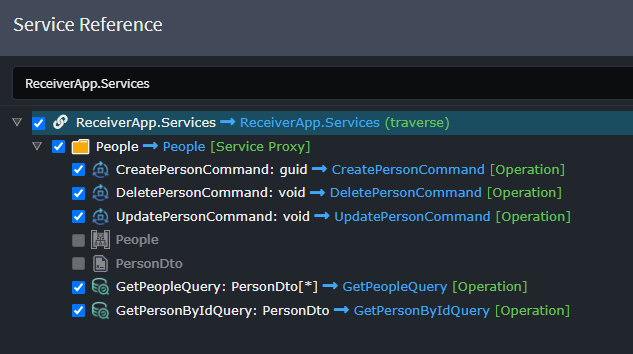 Service Reference
ReceiverApp.Services
ReceiverApp.Services → ReceiverApp.Services (traverse)
People → People [Service Proxy]
CreatePersonCommand: guid → CreatePersonCommand [Operation]
DeletePersonCommand: void → DeletePersonCommand [Operation]
UpdatePersonCommand: void → UpdatePersonCommand [Operation]
People
PersonDto
GetPeopleQuery: PersonDto[*] → GetPeopleQuery [Operation]
GetPersonByIdQuery: PersonDto → GetPersonByIdQuery [Operation]